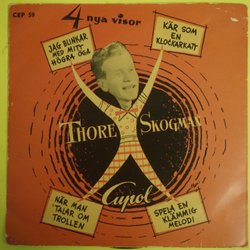 CEP 59
4 nya visor
JAG BLINKAR
MED MITT
HÖGRA ÖGA
KÄR SOM
EN
KLOCKARKATT
THORE SKOGMAN
Cupol
NÄR MAN
TALAR OM
TROLLEN
SPELA EN
KLÄMMIG
MELODI